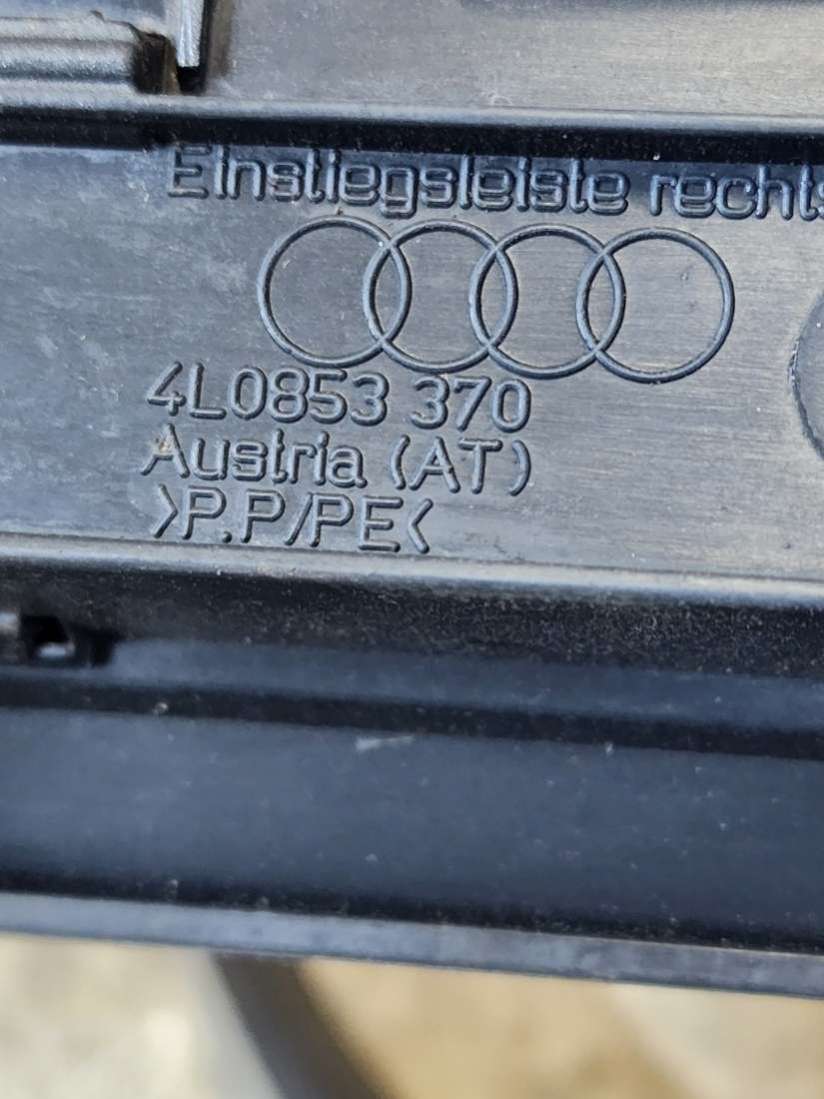 Einstiegsleiste rechts
4L0853 370
Austria (AT)
>P.P/PE<